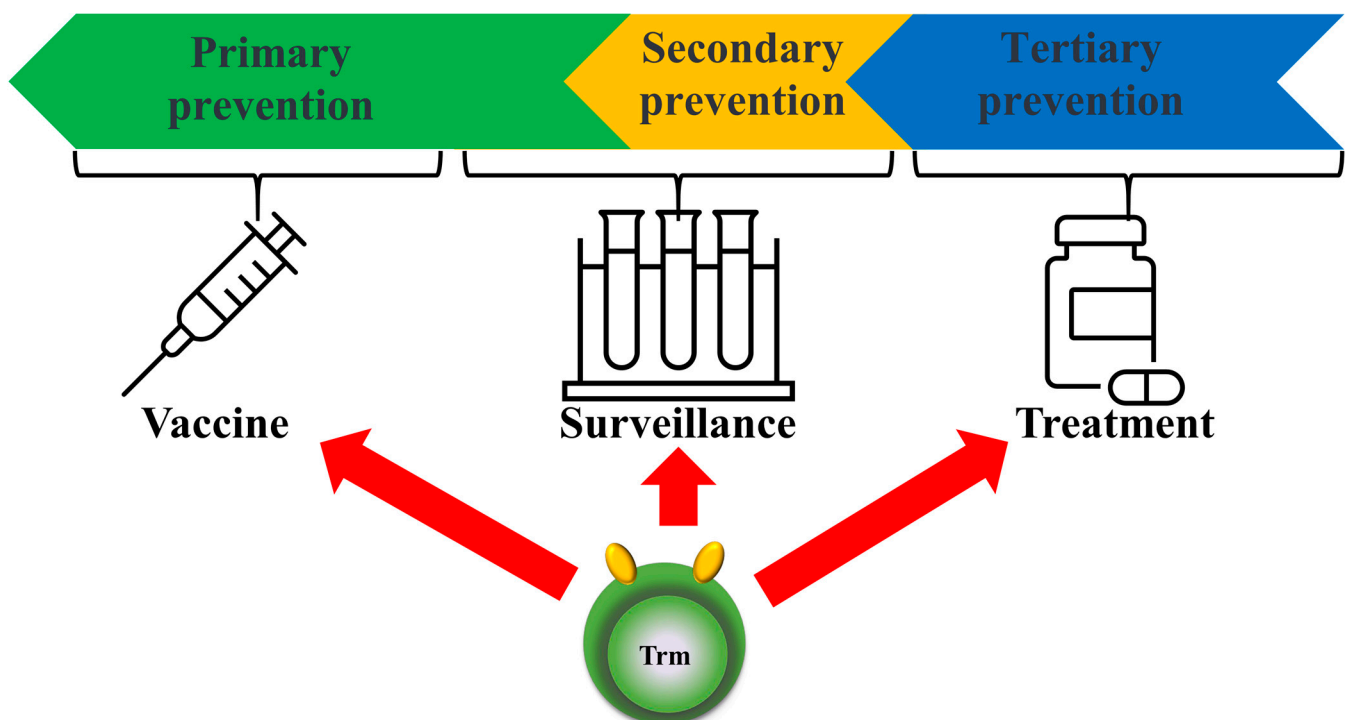 Primary
prevention
Secondary
prevention
Tertiary
prevention
Vaccine
Surveillance
Treatment
Trm